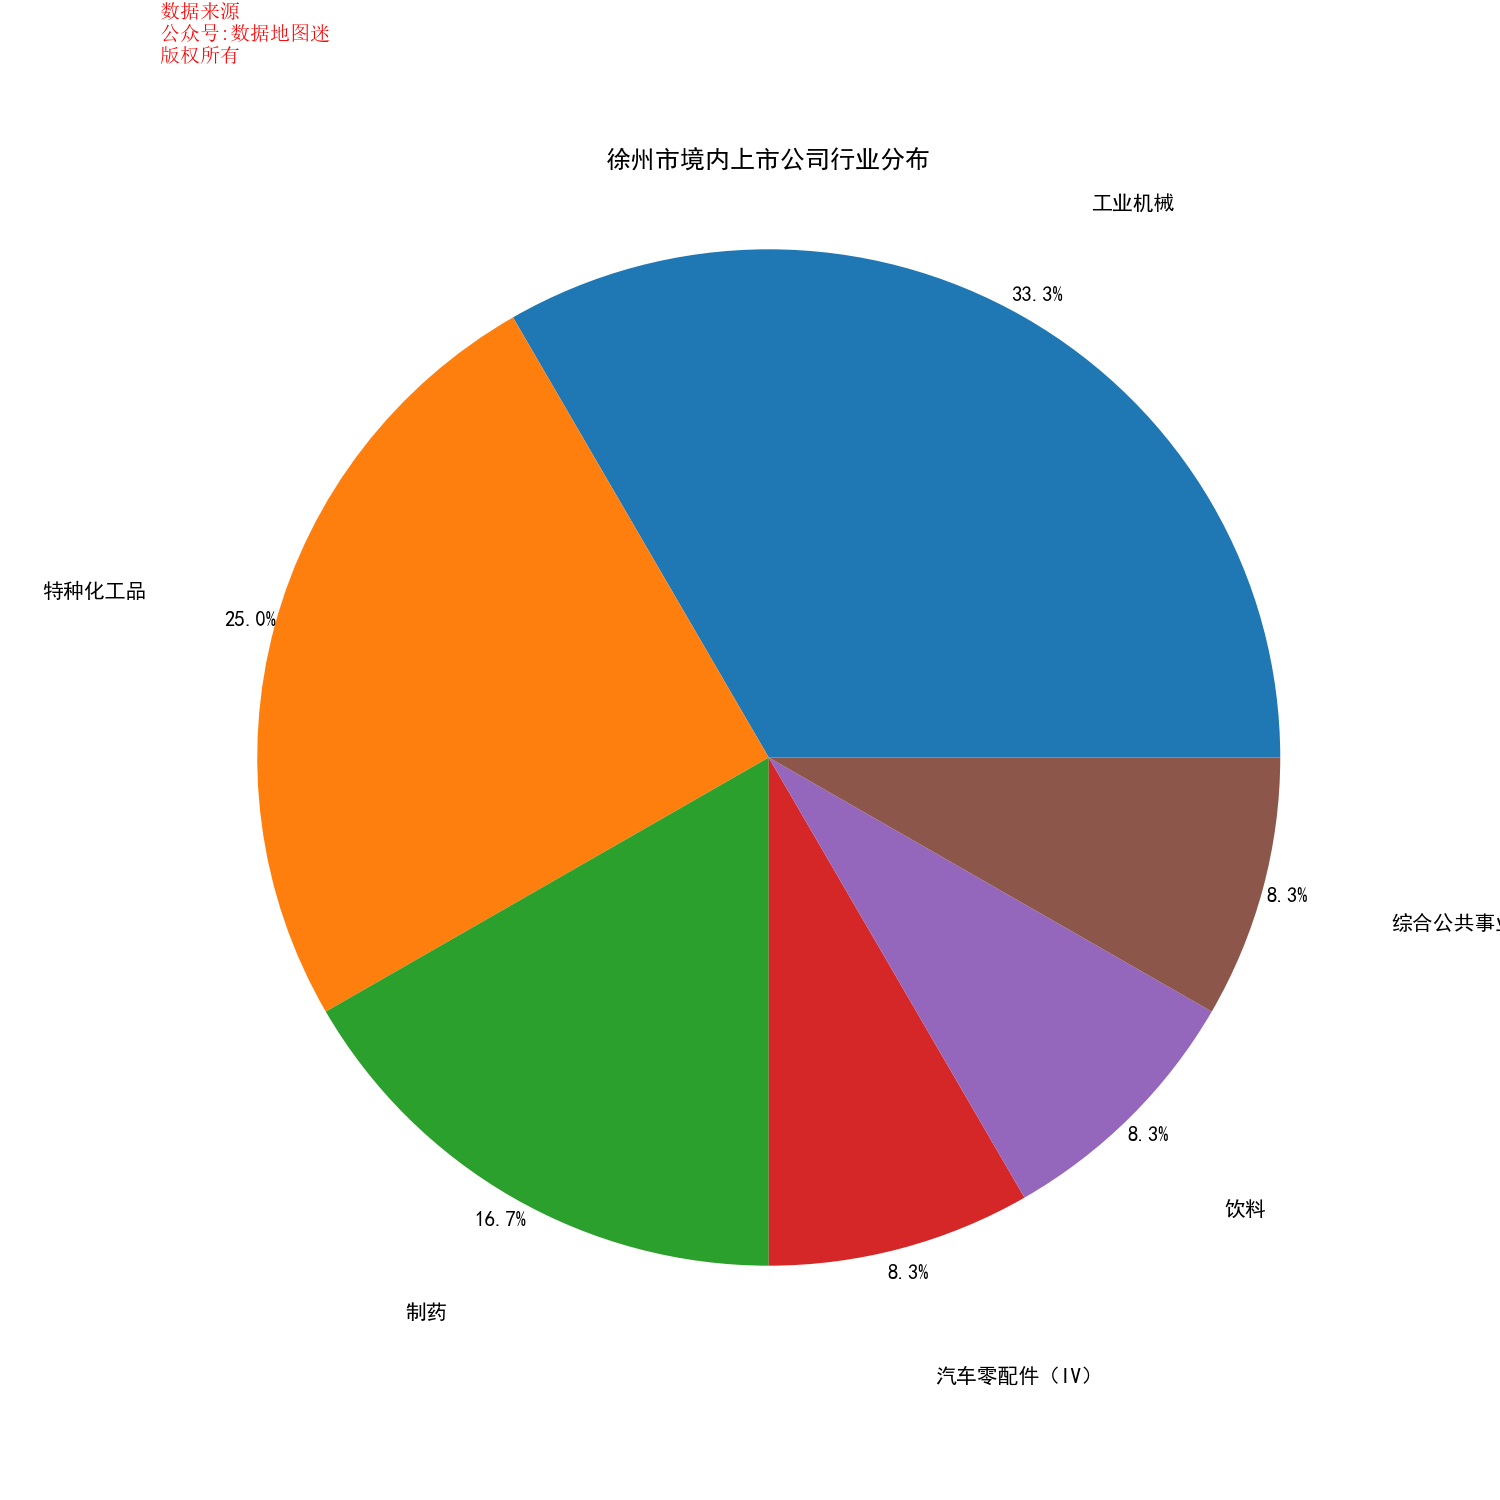 数据来源
公众号:数据地图迷
版权所有
徐州市境内上市公司行业分布
工业机械
33.3%
特种化工品
25.0%
8.3%
综合公共事
8.3%
饮料
16.7%
8.3%
制药
汽车零配件（IV）